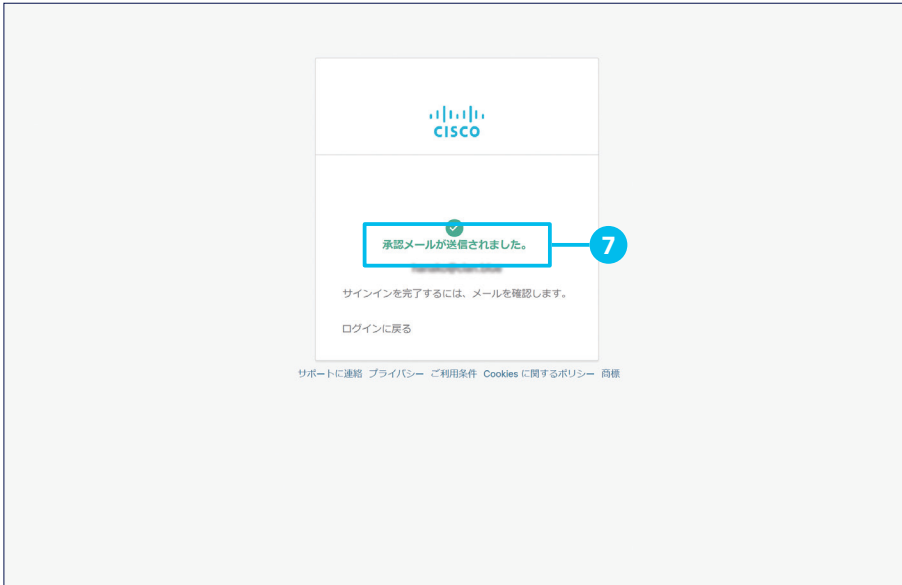 CISCO
承認メールが送信されました。
7
サインインを完了するには、メールを確認します。
ログインに戻る
サポートに連絡 プライバシー ご利用条件 Cookies に関するポリシー 商標